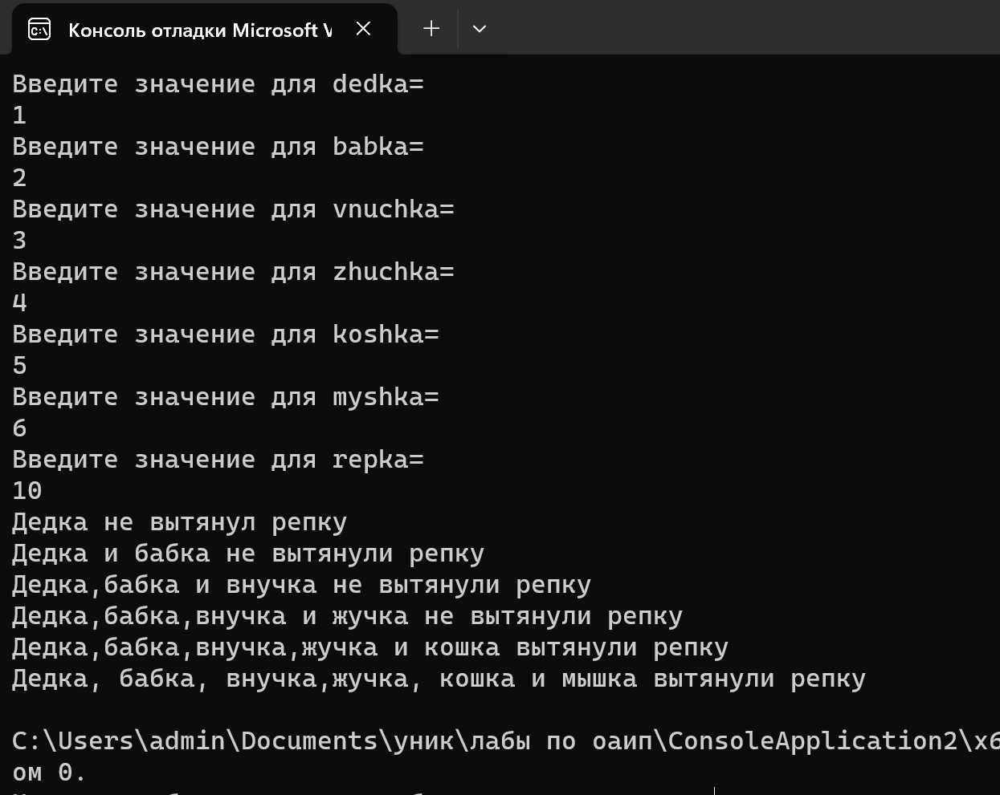 Консоль отладки Microsoft V
Введите значение для dedka=
1
Введите значение для babka=
2
Введите значение для vnuchka=
3
Введите значение для zhuchka=
4
Введите значение для koshka=
5
Введите значение для myshka=
6
Введите значение для repka=
10
Дедка не вытянул репку
Дедка и бабка не вытянули репку
Дедка,бабка и внучка не вытянули репку
Дедка,бабка,внучка и жучка не вытянули репку
Дедка,бабка,внучка,жучка и кошка вытянули репку
Дедка, бабка, внучка,жучка, кошка и мышка вытянули репку
C:\Users\admin\Documents\уник\лабы по оаип\ConsoleApplication2\x6
ом 0.